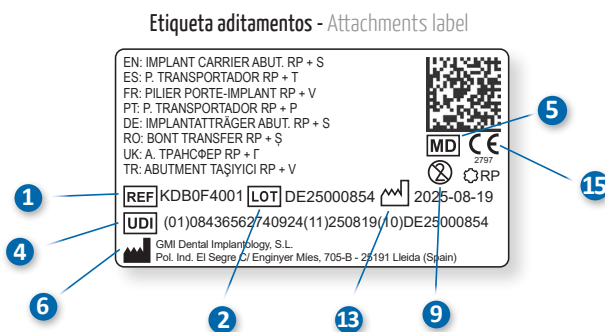 Etiqueta aditamentos - Attachments label
EN: IMPLANT CARRIER ABUT. RP + S
ES: P. TRANSPORTADOR RP + T
FR: PILIER PORTE-IMPLANT RP + V
PT: P. TRANSPORTADOR RP + P
DE: IMPLANTATTRÄGER ABUT. RP + S
RO: BONT TRANSFER RP + Ș
UK: А. ТРАНСФЕР RP + Г
TR: ABUTMENT TAŞIYICI RP + V
5
MD CE
2797
2 RP
15
1
REF KDB0F4001 LOT DE25000854 2025-08-19
4
UDI (01)08436562740924(11)250819(10)DE25000854
GMI Dental Implantology, S.L.
Pol. Ind. El Segre C/ Enginyer Mies, 705-B - 25191 Lleida (Spain)
6
2
13
9